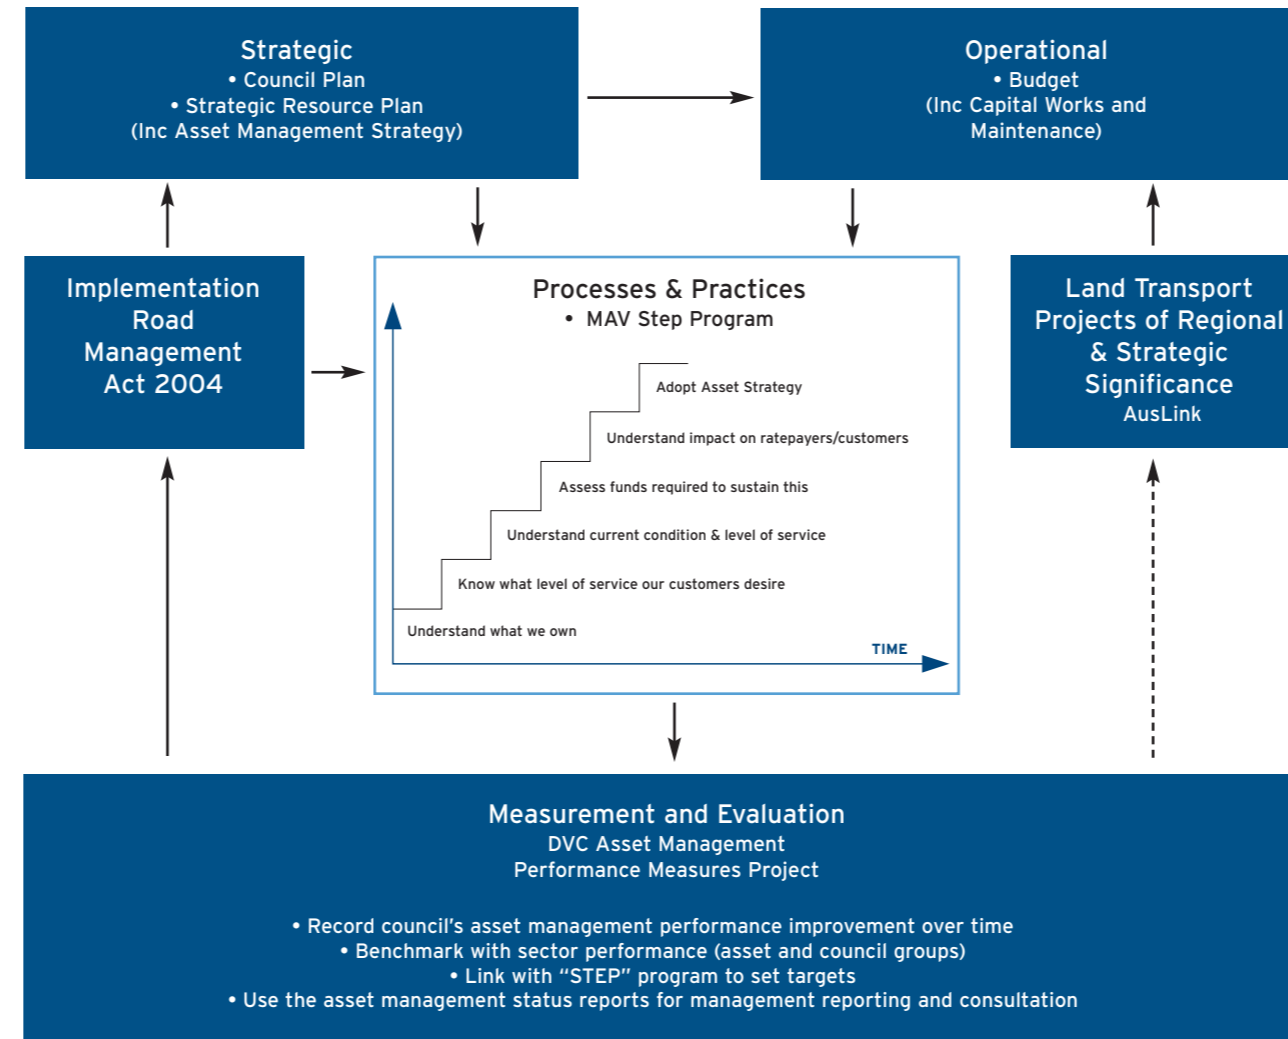 Strategic
• Council Plan
• Strategic Resource Plan
(Inc Asset Management Strategy)
Operational
• Budget
(Inc Capital Works and
Maintenance)
Implementation
Road
Management
Act 2004
Processes & Practices
• MAV Step Program
Adopt Asset Strategy
Understand impact on ratepayers/customers
Assess funds required to sustain this
Understand current condition & level of service
Know what level of service our customers desire
Understand what we own
TIME
Land Transport
Projects of Regional
& Strategic
Significance
AusLink
Measurement and Evaluation
DVC Asset Management
Performance Measures Project
• Record council’s asset management performance improvement over time
• Benchmark with sector performance (asset and council groups)
• Link with “STEP” program to set targets
• Use the asset management status reports for management reporting and consultation